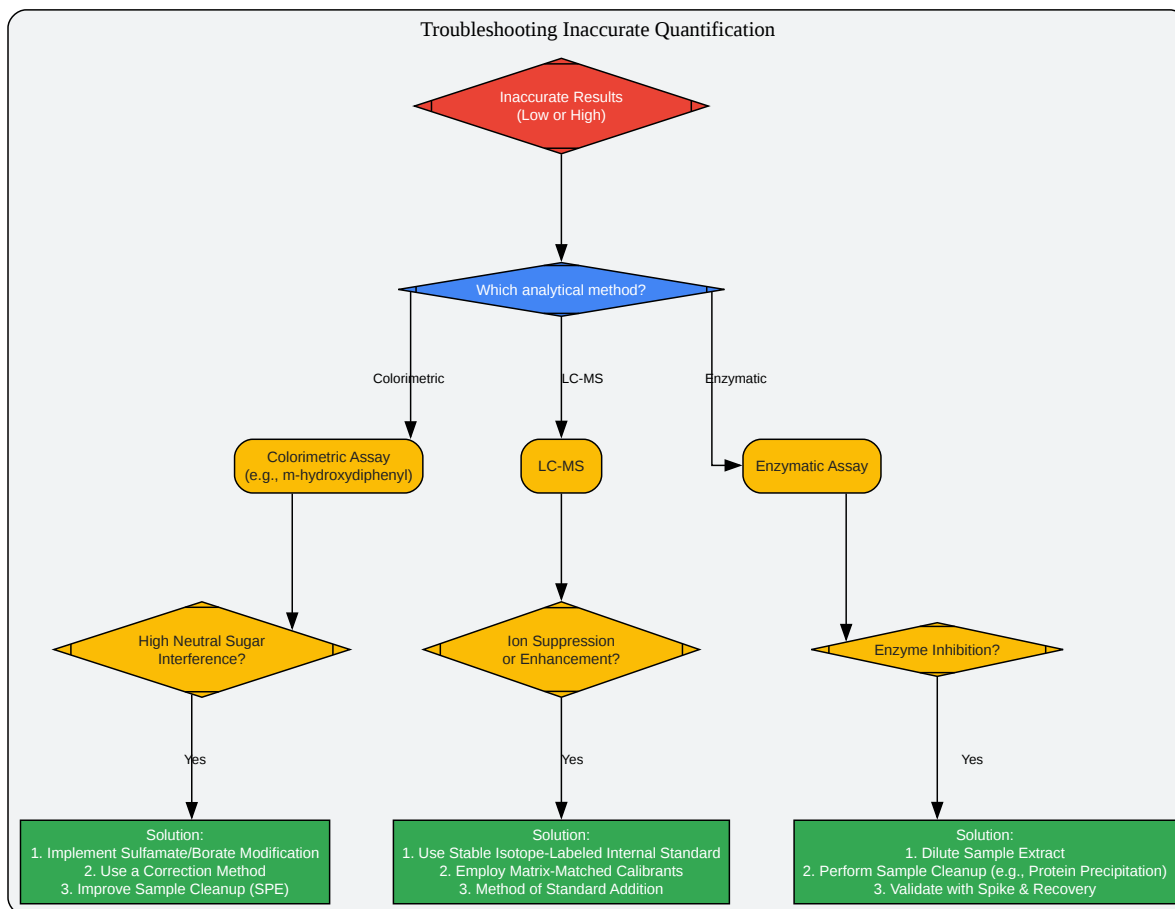 Troubleshooting Inaccurate Quantification
Inaccurate Results
(Low or High)
Which analytical method?
Colorimetric
LC-MS
Enzymatic
Colorimetric Assay
(e.g., m-hydroxydiphenyl)
LC-MS
Enzymatic Assay
High Neutral Sugar
Interference?
Ion Suppression
or Enhancement?
Enzyme Inhibition?
Yes
Yes
Yes
Solution:
1. Implement Sulfamate/Borate Modification
2. Use a Correction Method
3. Improve Sample Cleanup (SPE)
Solution:
1. Use Stable Isotope-Labeled Internal Standard
2. Employ Matrix-Matched Calibrants
3. Method of Standard Addition
Solution:
1. Dilute Sample Extract
2. Perform Sample Cleanup (e.g., Protein Precipitation)
3. Validate with Spike & Recovery